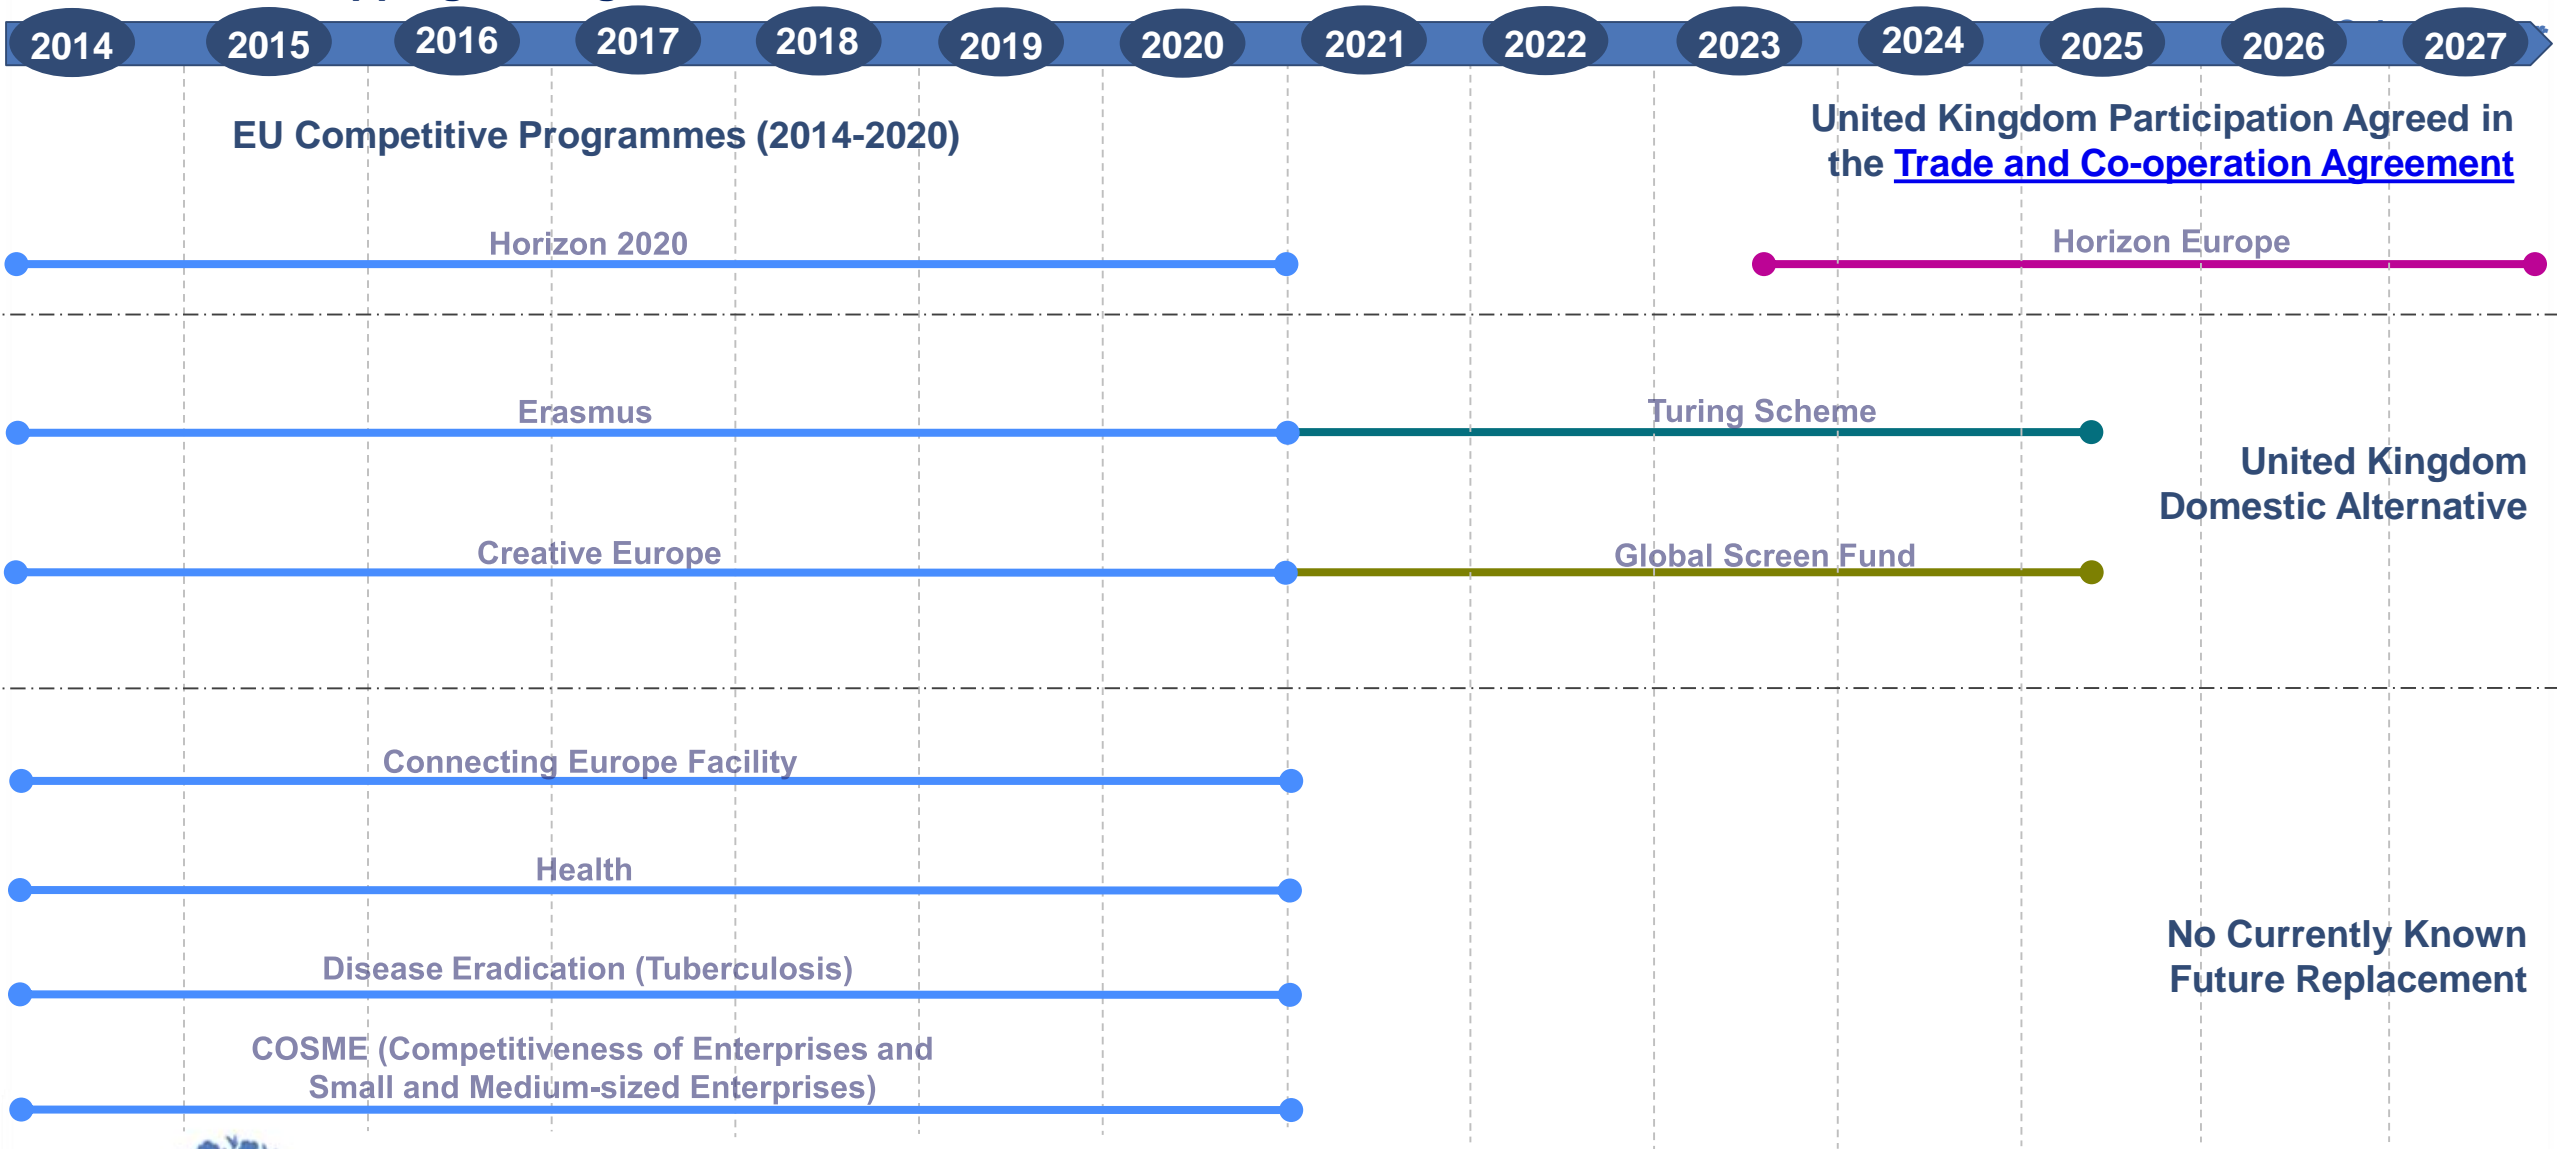 2014 2015 2016 2017 2018 2019 2020 2021 2022 2023 2024 2025 2026 2027
EU Competitive Programmes (2014-2020)
United Kingdom Participation Agreed in
the Trade and Co-operation Agreement
Horizon 2020
Horizon Europe
Erasmus
Turing Scheme
United Kingdom
Domestic Alternative
Creative Europe
Global Screen Fund
Connecting Europe Facility
Health
No Currently Known
Future Replacement
Disease Eradication (Tuberculosis)
COSME (Competitiveness of Enterprises and
Small and Medium-sized Enterprises)